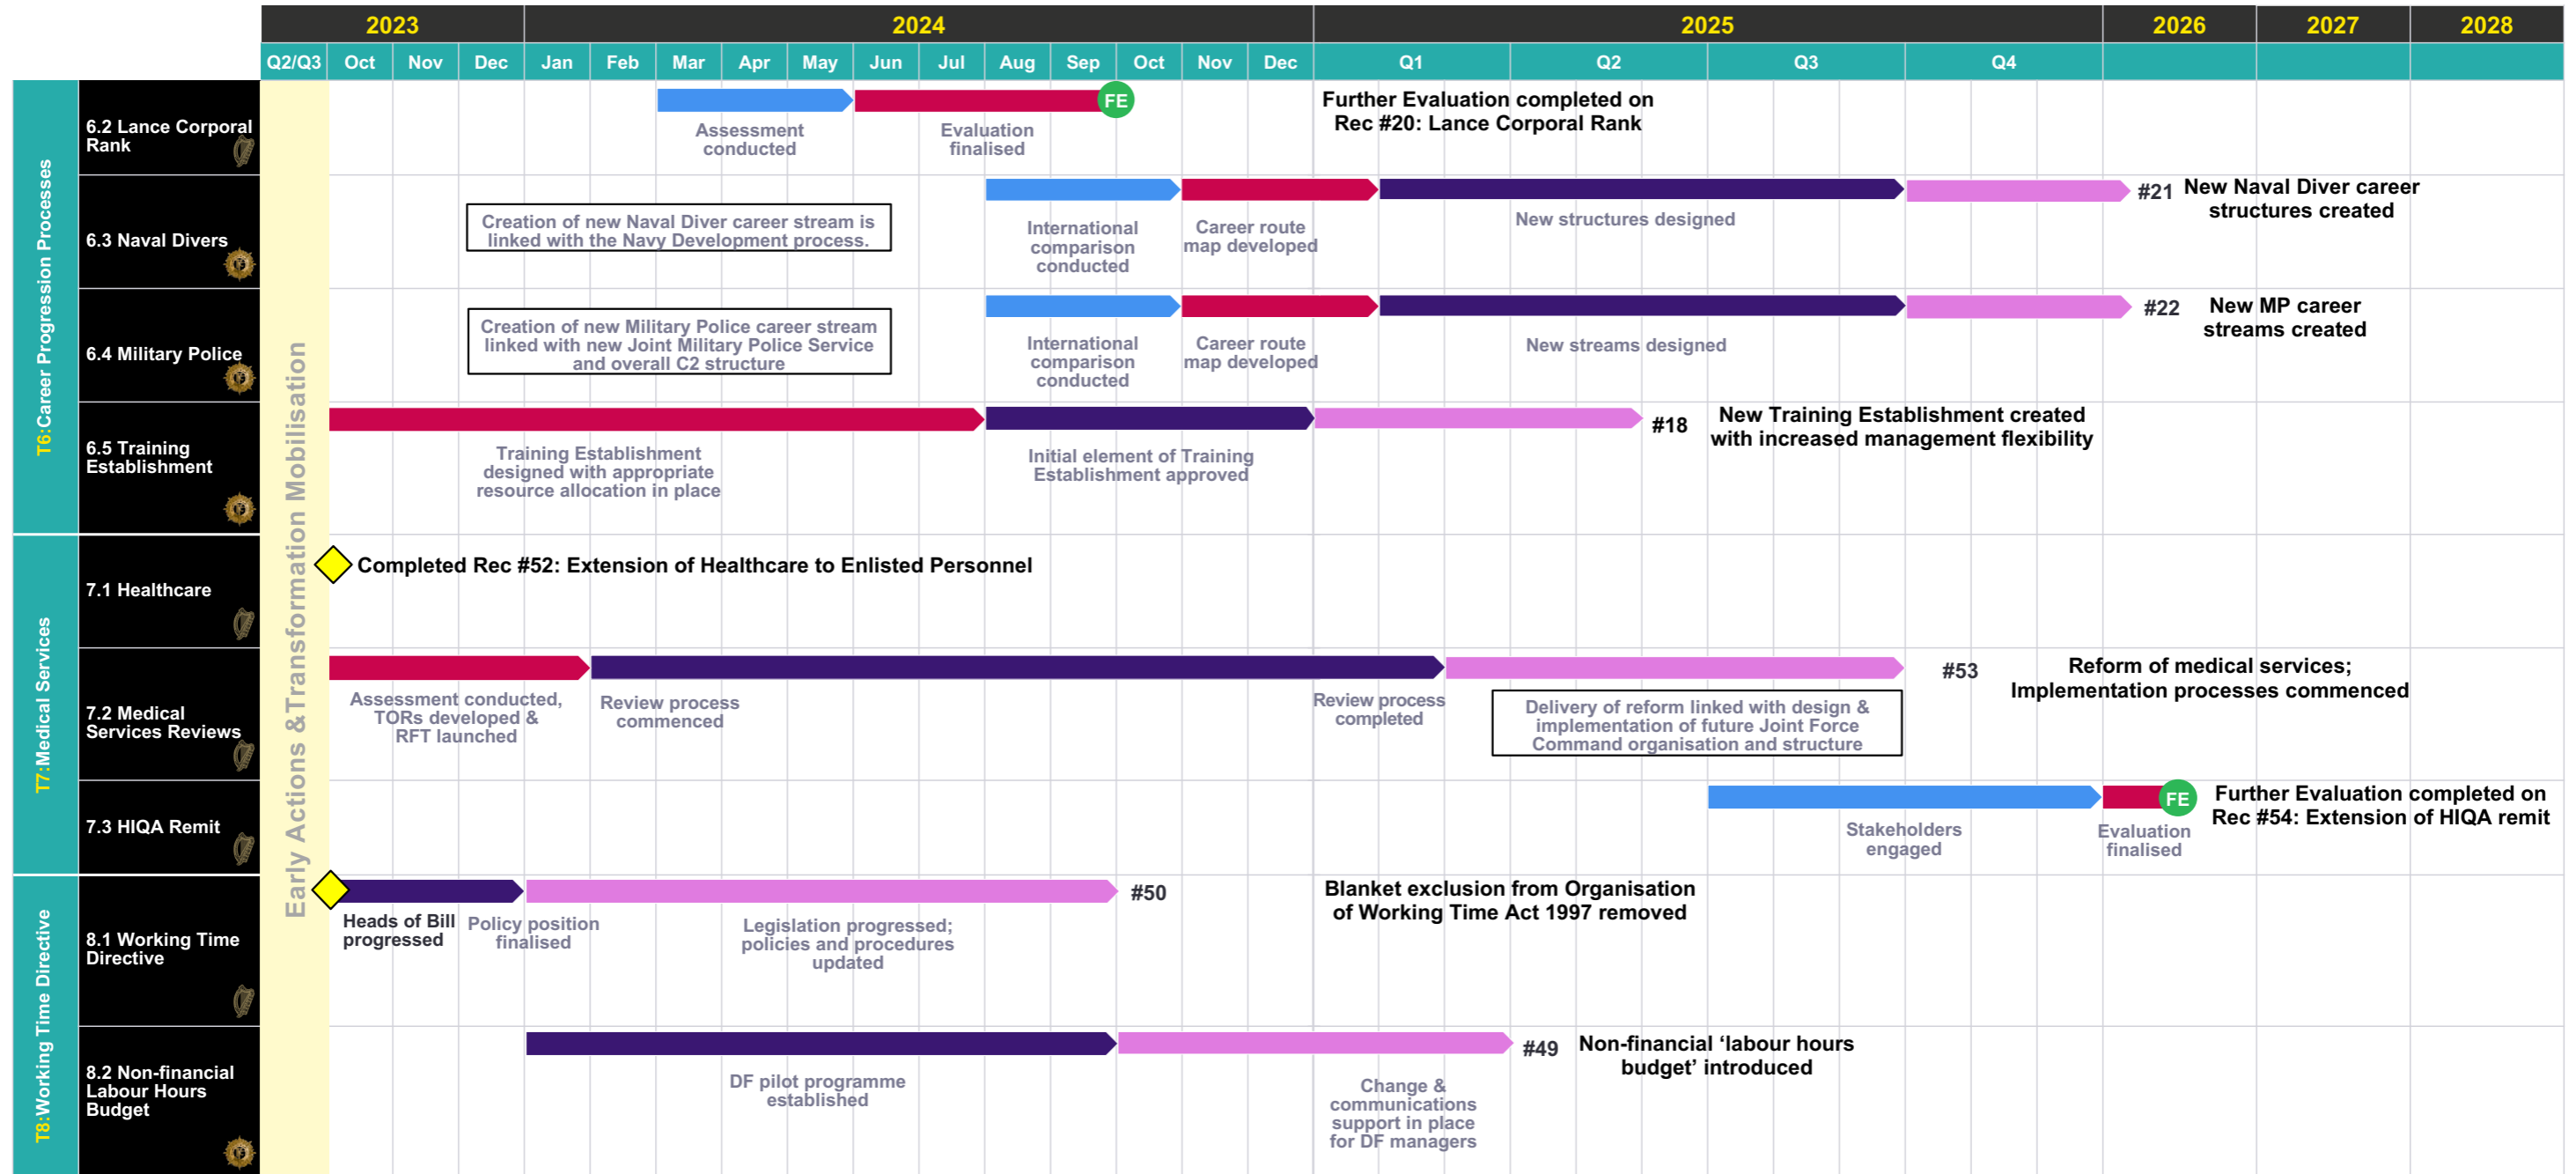 2023 2024 2025 2026 2027 2028
Q2/Q3 Oct Nov Dec Jan Feb Mar Apr May Jun Jul Aug Sep Oct Nov Dec Q1 Q2 Q3 Q4
Early Actions &Transformation Mobilisation
T6:Career Progression Processes
6.2 Lance Corporal
Rank
Assessment
conducted
Evaluation
finalised
FE
Further Evaluation completed on
Rec #20: Lance Corporal Rank
6.3 Naval Divers
Creation of new Naval Diver career stream is
linked with the Navy Development process.
International
comparison
conducted
Career route
map developed
New structures designed
#21
New Naval Diver career
structures created
6.4 Military Police
Creation of new Military Police career stream
linked with new Joint Military Police Service
and overall C2 structure
International
comparison
conducted
Career route
map developed
New streams designed
#22
New MP career
streams created
6.5 Training
Establishment
Training Establishment
designed with appropriate
resource allocation in place
Initial element of Training
Establishment approved
#18
New Training Establishment created
with increased management flexibility
T7:Medical Services
7.1 Healthcare
Completed Rec #52: Extension of Healthcare to Enlisted Personnel
7.2 Medical
Services Reviews
Assessment conducted,
TORs developed &
RFT launched
Review process
commenced
Review process
completed
Delivery of reform linked with design &
implementation of future Joint Force
Command organisation and structure
#53
Reform of medical services;
Implementation processes commenced
7.3 HIQA Remit
Stakeholders
engaged
Evaluation
finalised
FE
Further Evaluation completed on
Rec #54: Extension of HIQA remit
T8:Working Time Directive
8.1 Working Time
Directive
Heads of Bill
progressed
Policy position
finalised
Legislation progressed;
policies and procedures
updated
#50
Blanket exclusion from Organisation
of Working Time Act 1997 removed
8.2 Non-financial
Labour Hours
Budget
DF pilot programme
established
Change &
communications
support in place
for DF managers
#49
Non-financial ‘labour hours
budget’ introduced